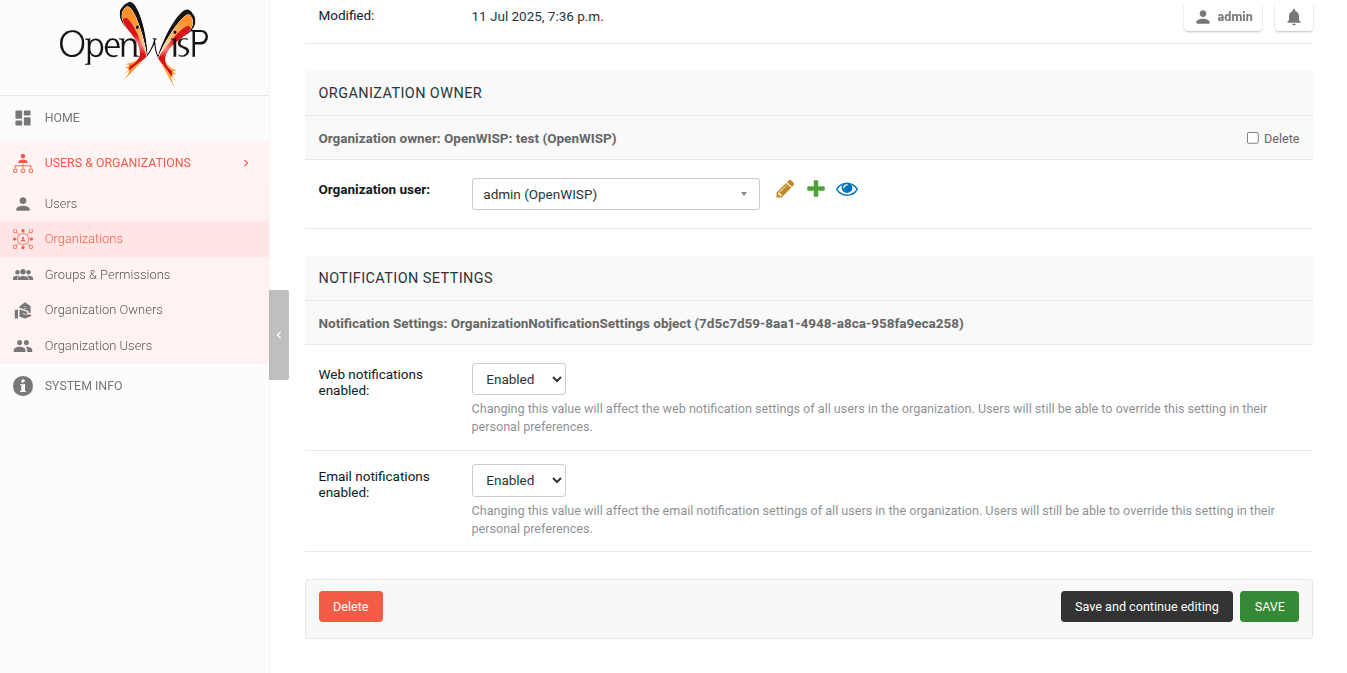 OpenWISP
Modified: 11 Jul 2025, 7:36 p.m.
admin
HOME
USERS & ORGANIZATIONS
Users
Organizations
Groups & Permissions
Organization Owners
Organization Users
SYSTEM INFO
ORGANIZATION OWNER
Organization owner: OpenWISP: test (OpenWISP) Delete
Organization user: admin (OpenWISP)
NOTIFICATION SETTINGS
Notification Settings: OrganizationNotificationSettings object (7d5c7d59-8aa1-4948-a8ca-958fa9eca258)
Web notifications
enabled:
Enabled
Changing this value will affect the web notification settings of all users in the organization. Users will still be able to override this setting in their
personal preferences.
Email notifications
enabled:
Enabled
Changing this value will affect the email notification settings of all users in the organization. Users will still be able to override this setting in their
personal preferences.
Delete Save and continue editing SAVE